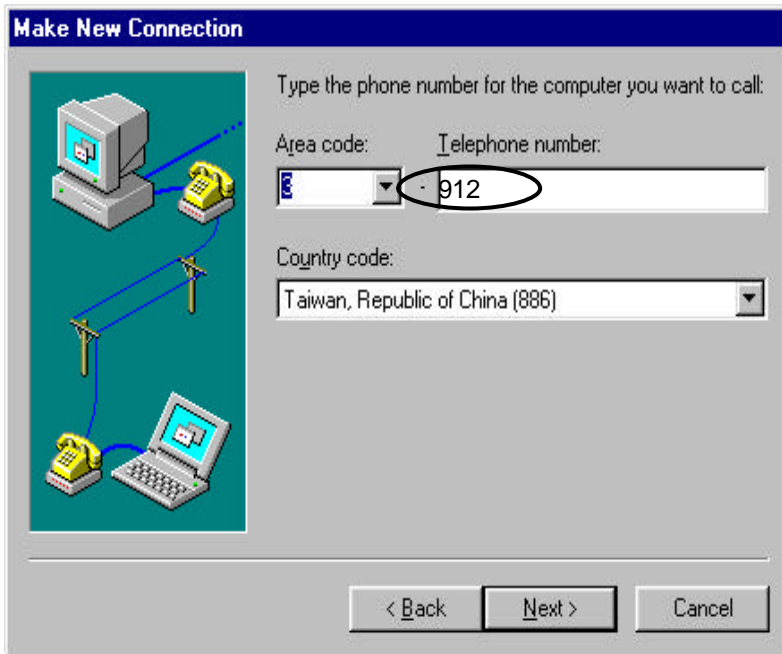 Make New Connection
Type the phone number for the computer you want to call:
Area code: Telephone number:
3 - 912
Country code:
Taiwan, Republic of China (886)
< Back Next > Cancel